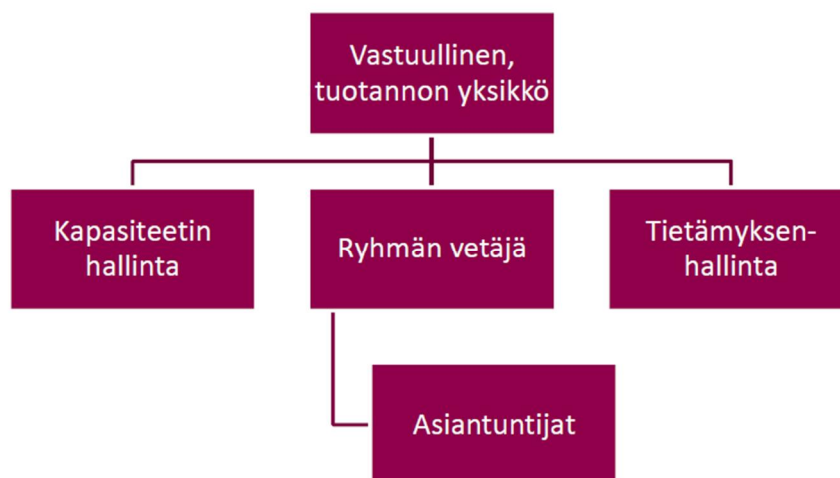 Vastuullinen,
tuotannon yksikkö
Kapasiteetin
hallinta
Ryhmän vetäjä
Tietämyksen-
hallinta
Asiantuntijat